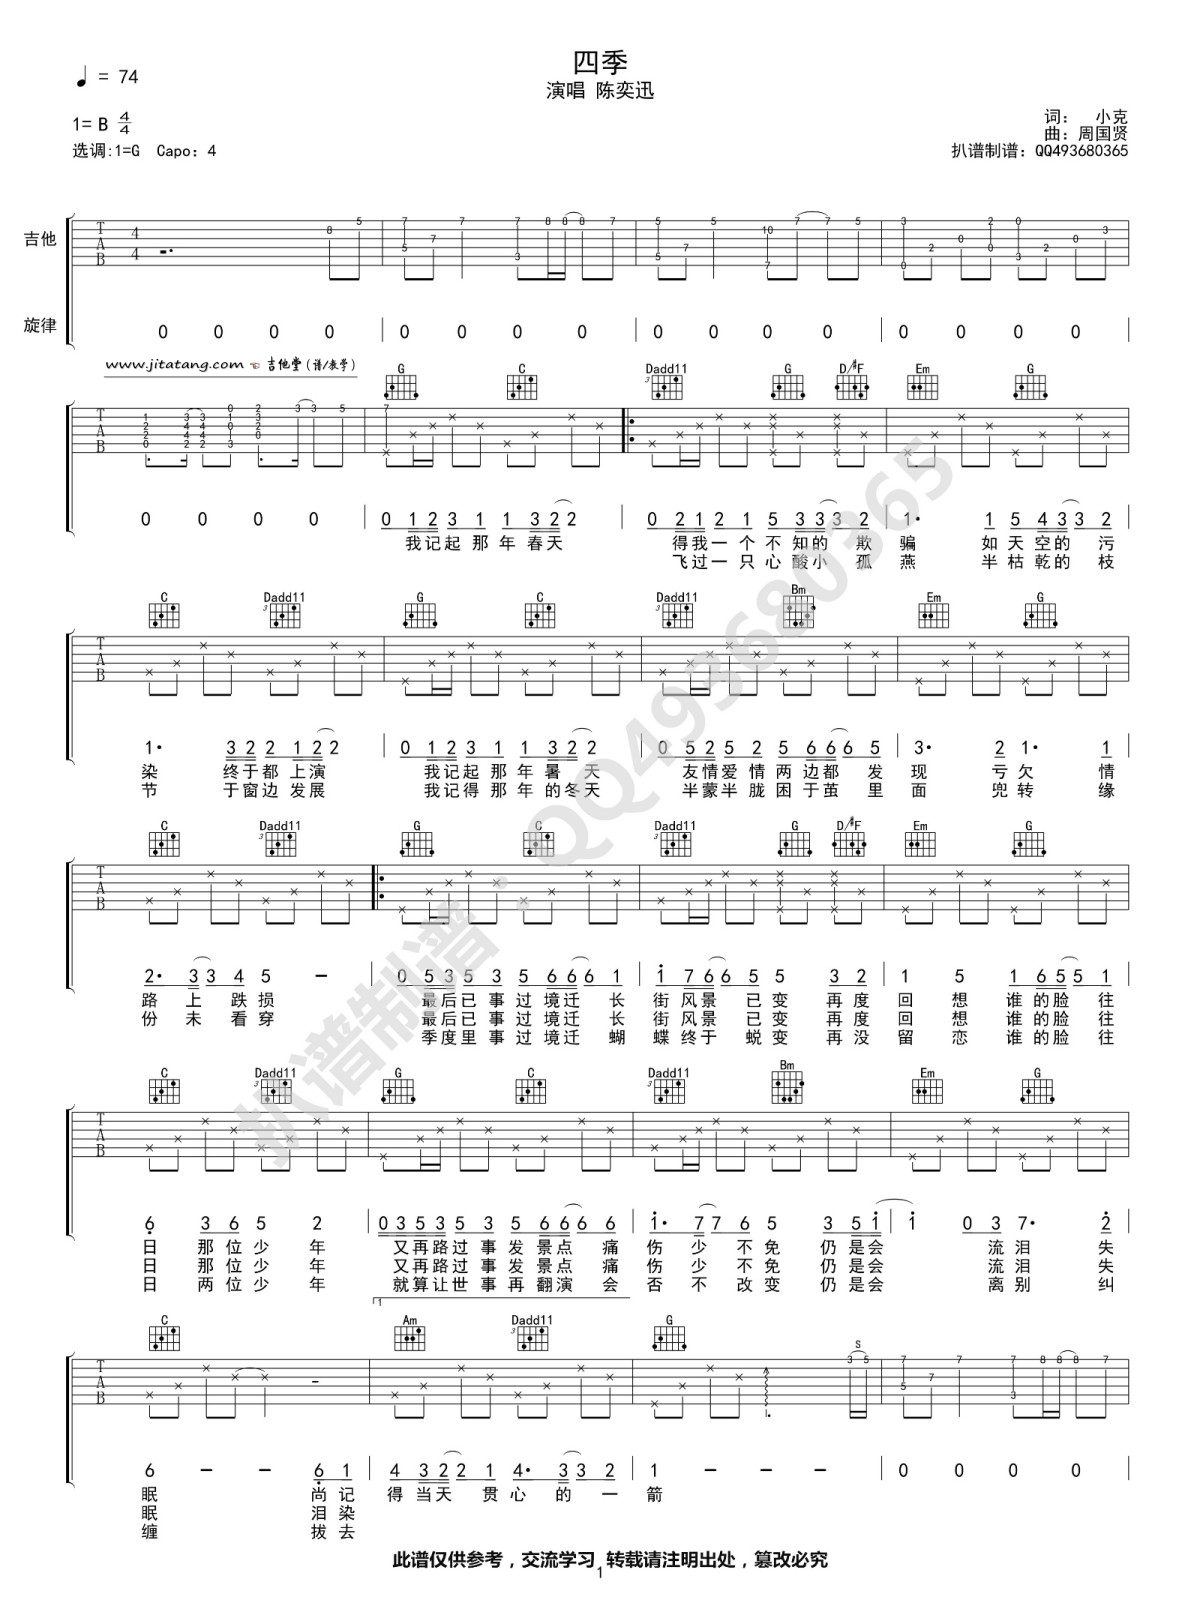 四季
♩ = 74
演唱 陈奕迅
1= B 4/4
词： 小克
曲：周国贤
选调:1=G Capo：4
扒谱制谱：QQ493680365
吉他
旋律
0 0 0 0 0 0 0 0 0 0 0 0 0 0 0 0
www.jitatang.com ☜ 吉他堂（谱/教学）
G C Dadd11 G D/#F Em G
0 0 0 0 0 1 2 3 1 1 3 2 2 0 2 1 2 1 5 3 3 3 2 1· 1 5 4 3 3 2
我记起那年春天 得我一个不知的欺骗 如天空的污
飞过一只心酸小孤燕 半枯乾的枝
C Dadd11 G C Dadd11 Bm Em G
1· 3 2 2 1 2 2 0 1 2 3 1 1 3 2 2 0 5 2 5 2 5 6 6 6 5 3· 2 1· 1
染 终于都上演 我记起那年暑天 友情爱情两边都发现 亏欠情
节 于窗边发展 我记得那年的冬天 半蒙半胧困于茧里面 兜转缘
C Dadd11 G C Dadd11 G D/#F Em G
2· 3 3 4 5 – 0 5 3 5 3 5 6 6 6 1 1 7 6 6 5 5 2 2 1 1 6 5 5 1
路上跌损 最后已事过境迁 长街风景已变 再度回想谁的脸 往
份未看穿 最后已事过境迁 长街风景已变 再度回想谁的脸 往
季度里事过境迁 蝴蝶终于蜕变 再没留恋谁的脸 往
C Dadd11 G C Dadd11 Bm Em G
6 3 6 5 2 0 3 5 3 5 3 5 6 6 6 6 1· 7 7 6 5 3 5 1 1 0 3 7· 2
日 那位少年 又再路过事发景点 痛伤少不免 仍是会流泪 失
日 那位少年 又再路过事发景点 痛伤少不免 仍是会流泪 失
日 两位少年 就算让世事再翻演 会否不改变 仍是会离别 纠
1
C Am Dadd11 G
S
6 – – 6 1 4 3 2 2 1 4· 3 3 2 1 – – – 0 0 0 0
眠 尚记得当天贯心的一箭
眠 泪染
缠 拔去
此谱仅供参考，交流学习 转载请注明出处，篡改必究
1
扒谱制谱：QQ493680365